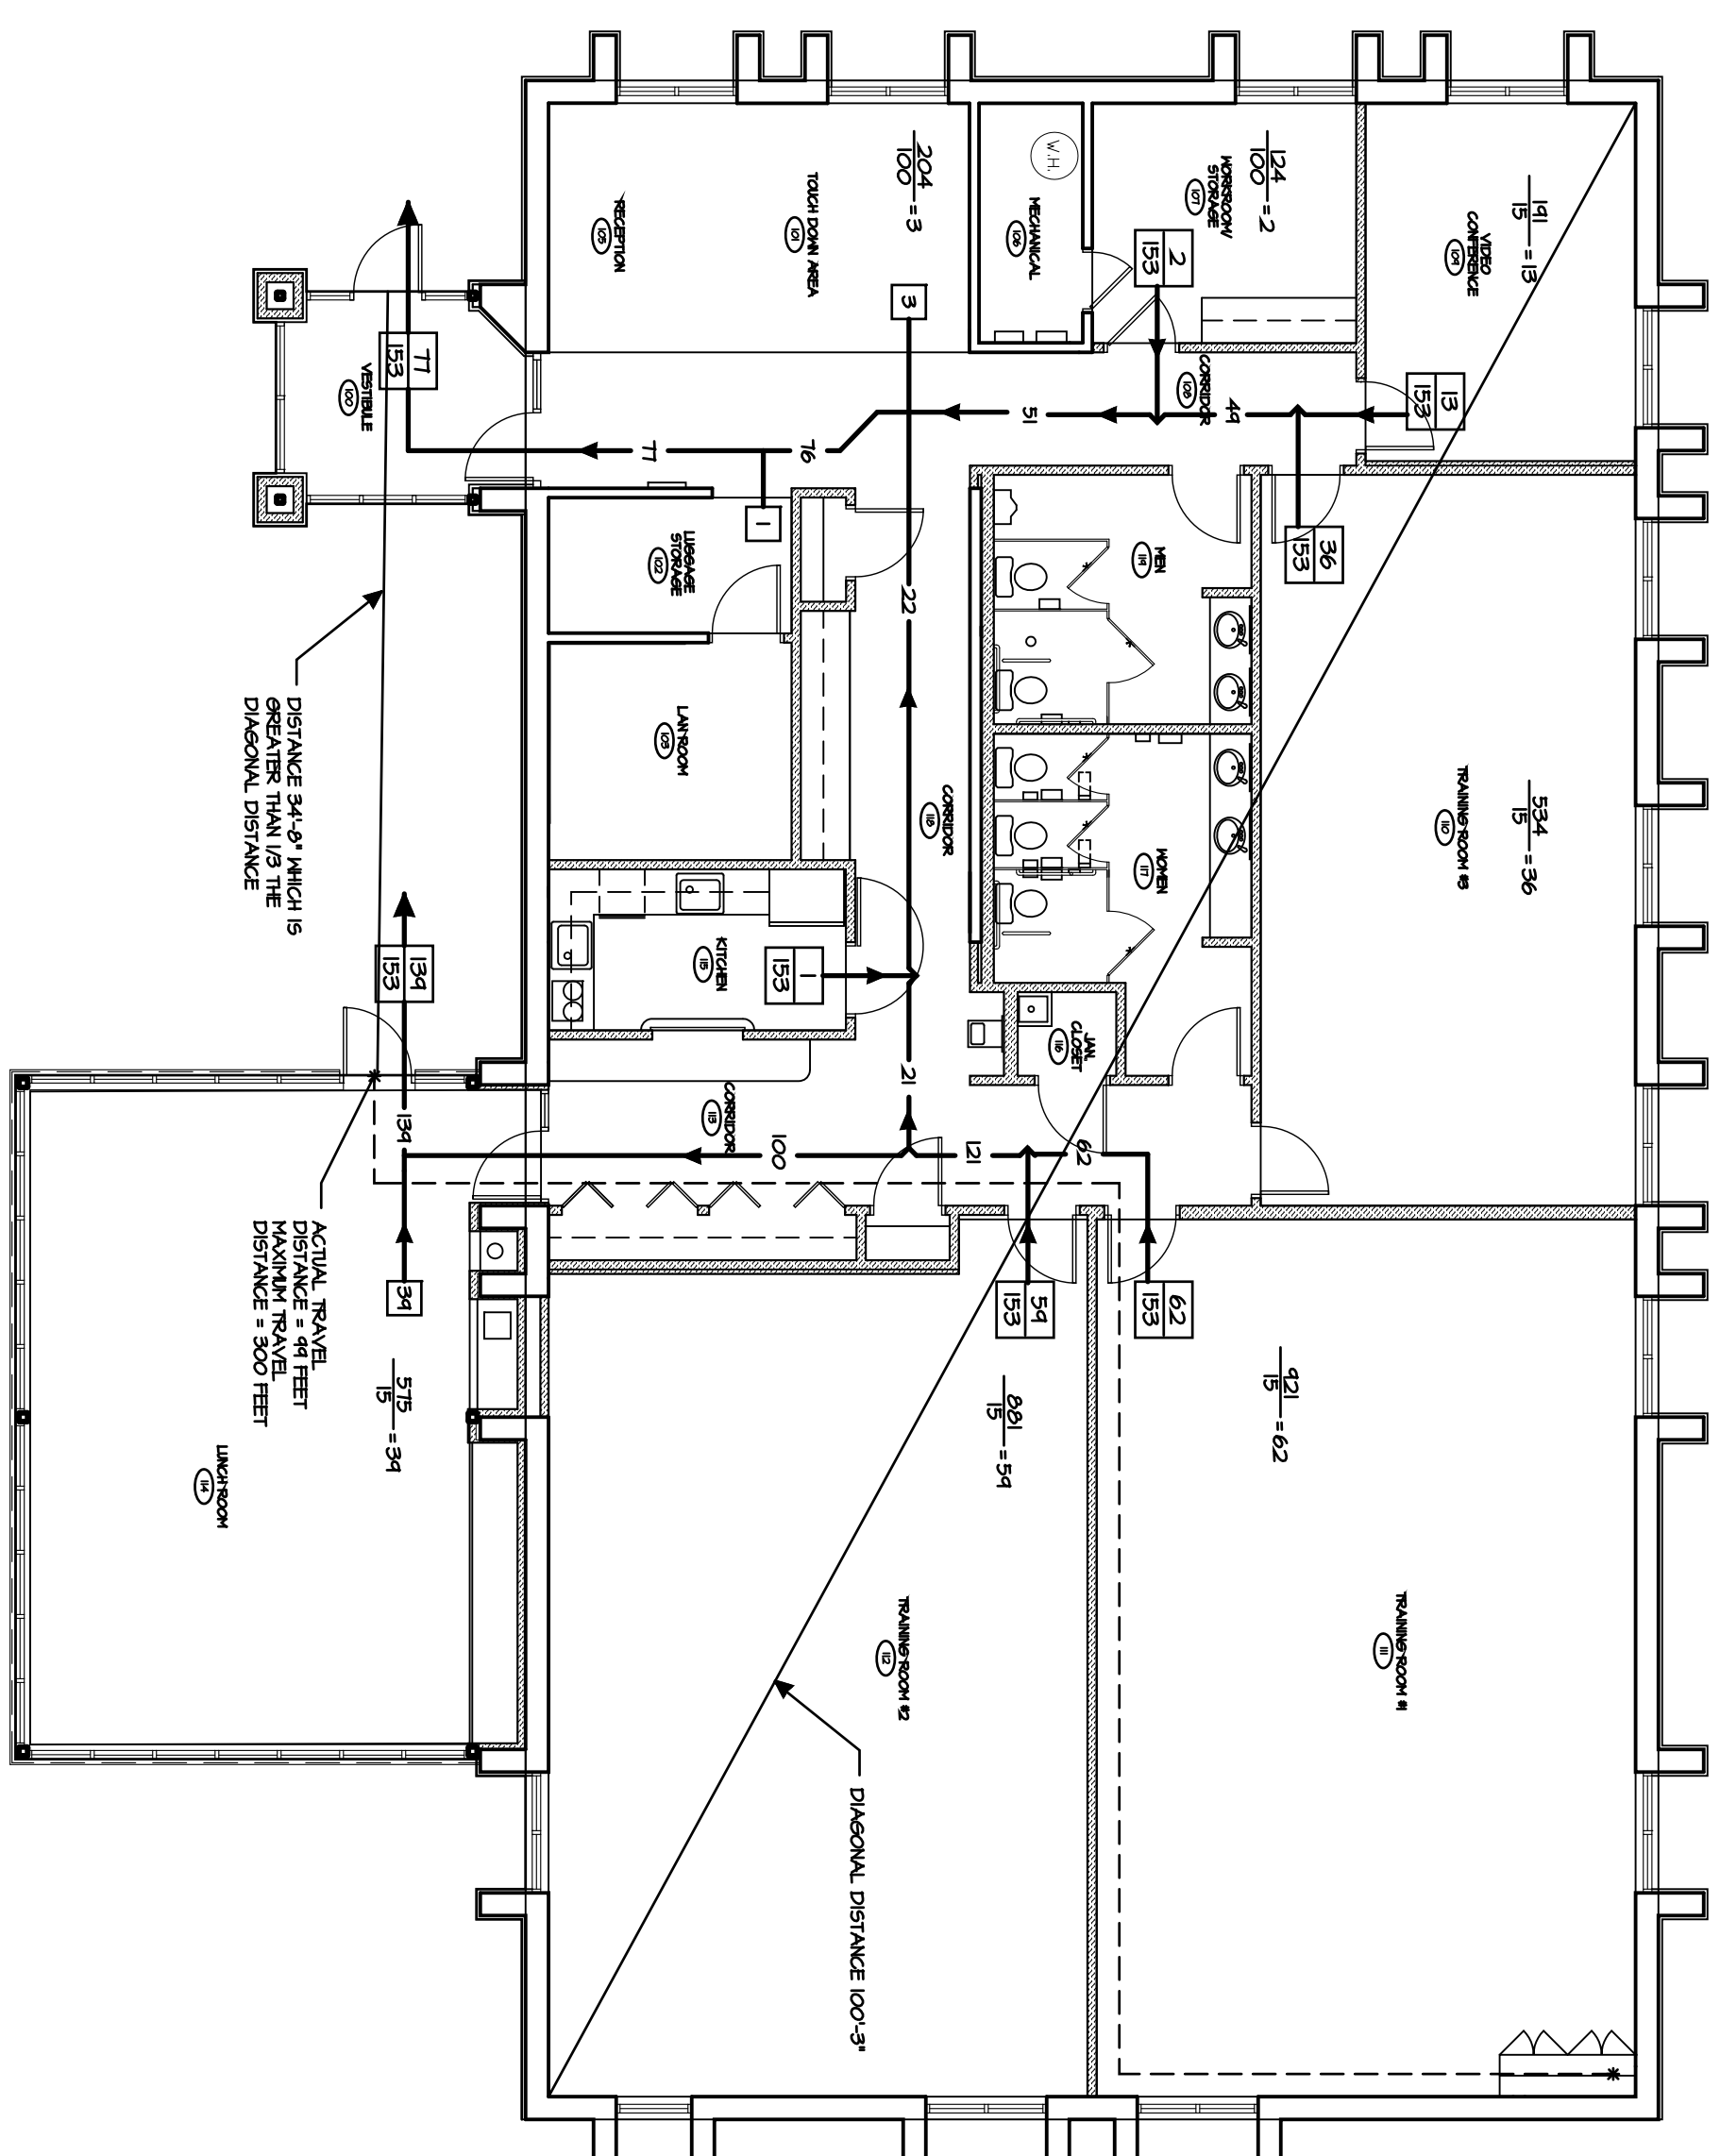 191
15
= 13
VIDEO
CONFERENCE
109
124
100
= 2
WORKROOM/
STORAGE
107
W.H.
MECHANICAL
106
204
100
= 3
TOUCH DOWN AREA
101
RECEPTION
105
2
153
13
153
3
77
153
VESTIBULE
100
CORRIDOR
108
49
51
76
77
1
36
153
MEN
119
LUGGAGE
STORAGE
102
22
LAN ROOM
103
534
15
= 36
TRAINING ROOM #3
110
CORRIDOR
118
WOMEN
117
KITCHEN
115
1
153
JAN.
CLOSET
116
21
CORRIDOR
113
DISTANCE 34'-8" WHICH IS
GREATER THAN 1/3 THE
DIAGONAL DISTANCE
139
153
139
100
121
62
62
153
59
153
39
ACTUAL TRAVEL
DISTANCE = 99 FEET
MAXIMUM TRAVEL
DISTANCE = 300 FEET
921
15
= 62
881
15
= 59
575
15
= 39
LUNCH ROOM
114
TRAINING ROOM #1
111
TRAINING ROOM #2
112
DIAGONAL DISTANCE 100'-3"